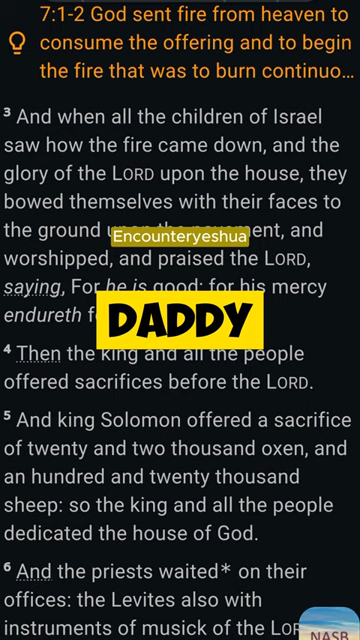 7:1-2 God sent fire from heaven to
consume the offering and to begin
the fire that was to burn continuo...
3 And when all the children of Israel
saw how the fire came down, and the
glory of the LORD upon the house, they
bowed themselves with their faces to
the ground
Encounteryeshua
and
worshipped, and praised the LORD,
saying, For he is good; for his mercy
endureth
DADDY
4 Then the king and all the people
offered sacrifices before the LORD.
5 And king Solomon offered a sacrifice
of twenty and two thousand oxen, and
an hundred and twenty thousand
sheep: so the king and all the people
dedicated the house of God.
6 And the priests waited* on their
offices: the Levites also with
instruments of musick of the
NASB